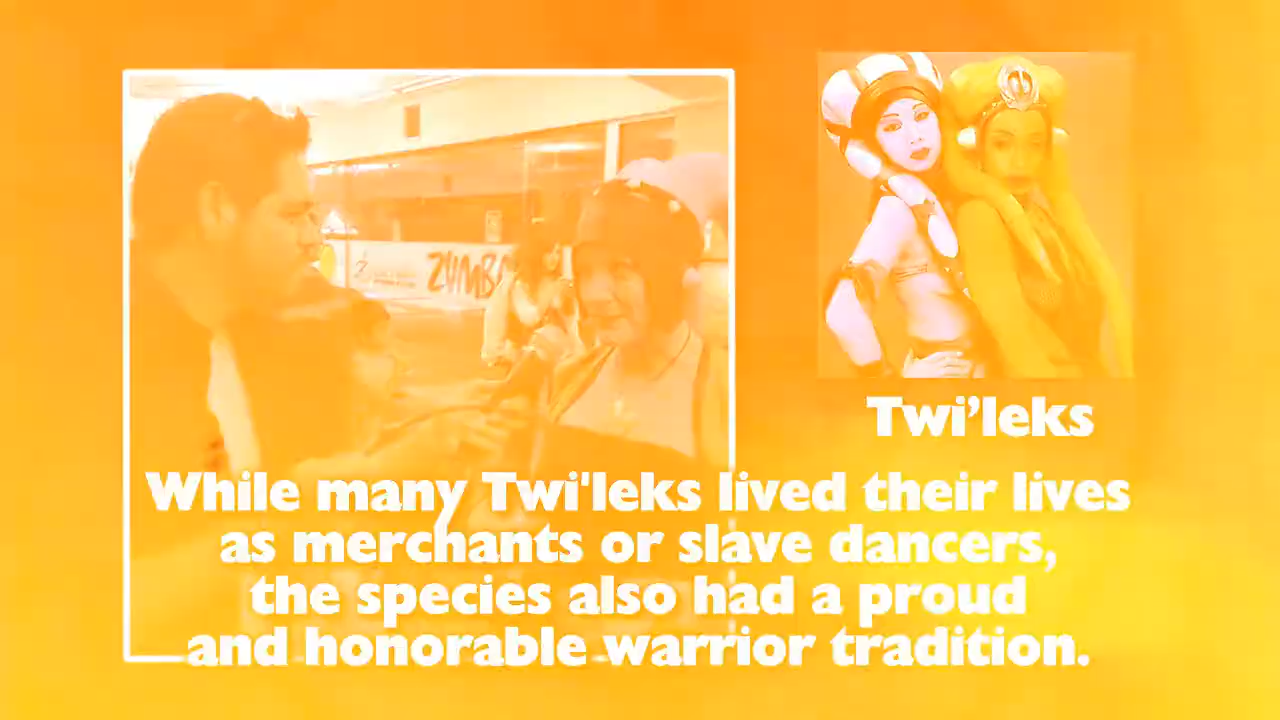 ZUMBA
Twi'leks
While many Twi'leks lived their lives
as merchants or slave dancers,
the species also had a proud
and honorable warrior tradition.